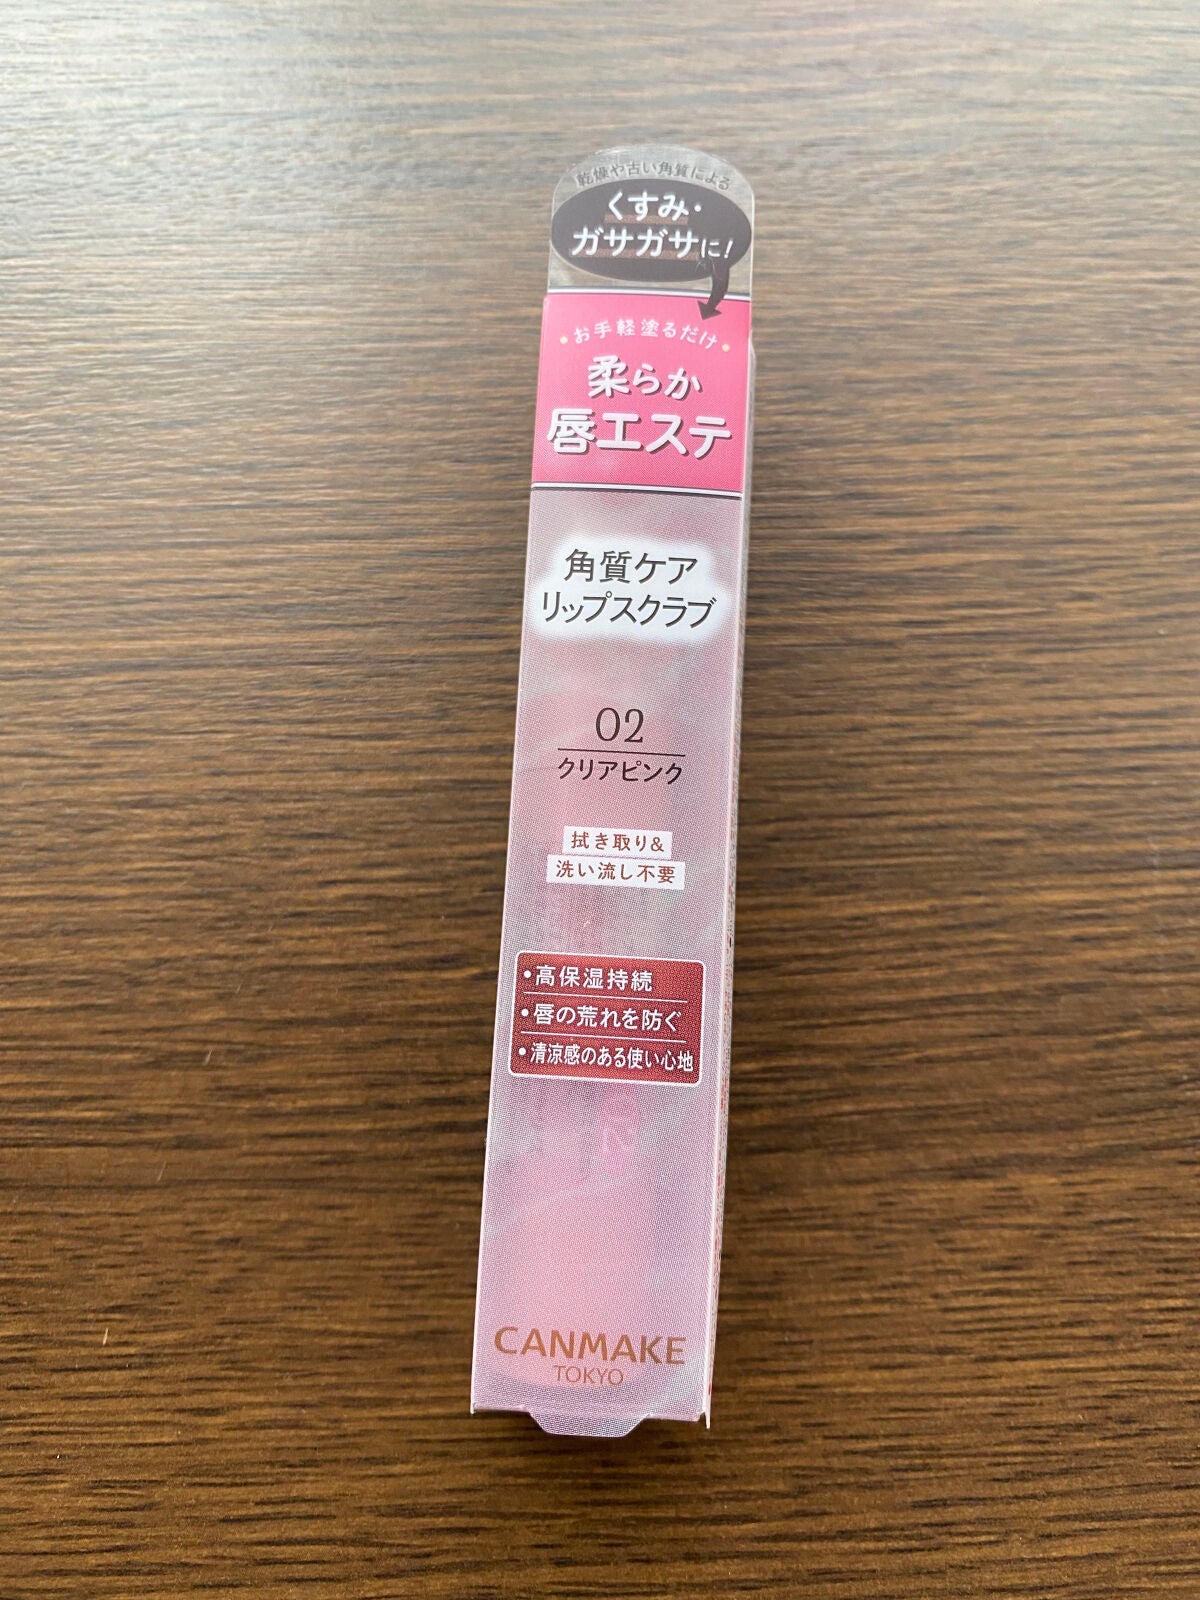 乾燥や古い角質による
くすみ・
ガサガサに!
・お手軽塗るだけ・
柔らか
唇エステ
角質ケア
リップスクラブ
02
クリアピンク
拭き取り&
洗い流し不要
・高保湿持続
・唇の荒れを防ぐ
・清涼感のある使い心地
CANMAKE
TOKYO